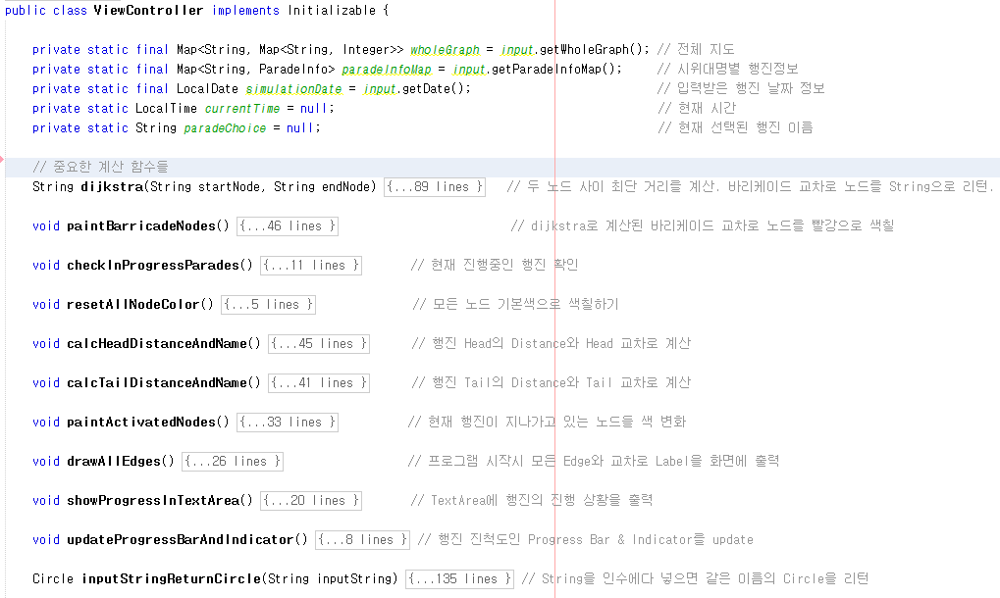 public class ViewController implements Initializable {
private static final Map<String, Map<String, Integer>> wholeGraph = input.getWholeGraph(); // 전체 지도
private static final Map<String, ParadeInfo> paradeInfoMap = input.getParadeInfoMap(); // 시위대명별 행진정보
private static final LocalDate simulationDate = input.getDate(); // 입력받은 행진 날짜 정보
private static LocalTime currentTime = null; // 현재 시간
private static String paradeChoice = null; // 현재 선택된 행진 이름
// 중요한 계산 함수들
String dijkstra(String startNode, String endNode) {...89 lines } // 두 노드 사이 최단 거리를 계산. 바리케이드 교차로 노드를 String으로 리턴.
void paintBarricadeNodes() {...46 lines } // dijkstra로 계산된 바리케이드 교차로 노드를 빨강으로 색칠
void checkInProgressParades() {...11 lines } // 현재 진행중인 행진 확인
void resetAllNodeColor() {...5 lines } // 모든 노드 기본색으로 색칠하기
void calcHeadDistanceAndName() {...45 lines } // 행진 Head의 Distance와 Head 교차로 계산
void calcTailDistanceAndName() {...41 lines } // 행진 Tail의 Distance와 Tail 교차로 계산
void paintActivatedNodes() {...33 lines } // 현재 행진이 지나가고 있는 노드들 색 변화
void drawAllEdges() {...26 lines } // 프로그램 시작시 모든 Edge와 교차로 Label을 화면에 출력
void showProgressInTextArea() {...20 lines } // TextArea에 행진의 진행 상황을 출력
void updateProgressBarAndIndicator() {...8 lines } // 행진 진척도인 Progress Bar & Indicator를 update
Circle inputStringReturnCircle(String inputString) {...135 lines } // String을 인수에다 넣으면 같은 이름의 Circle을 리턴